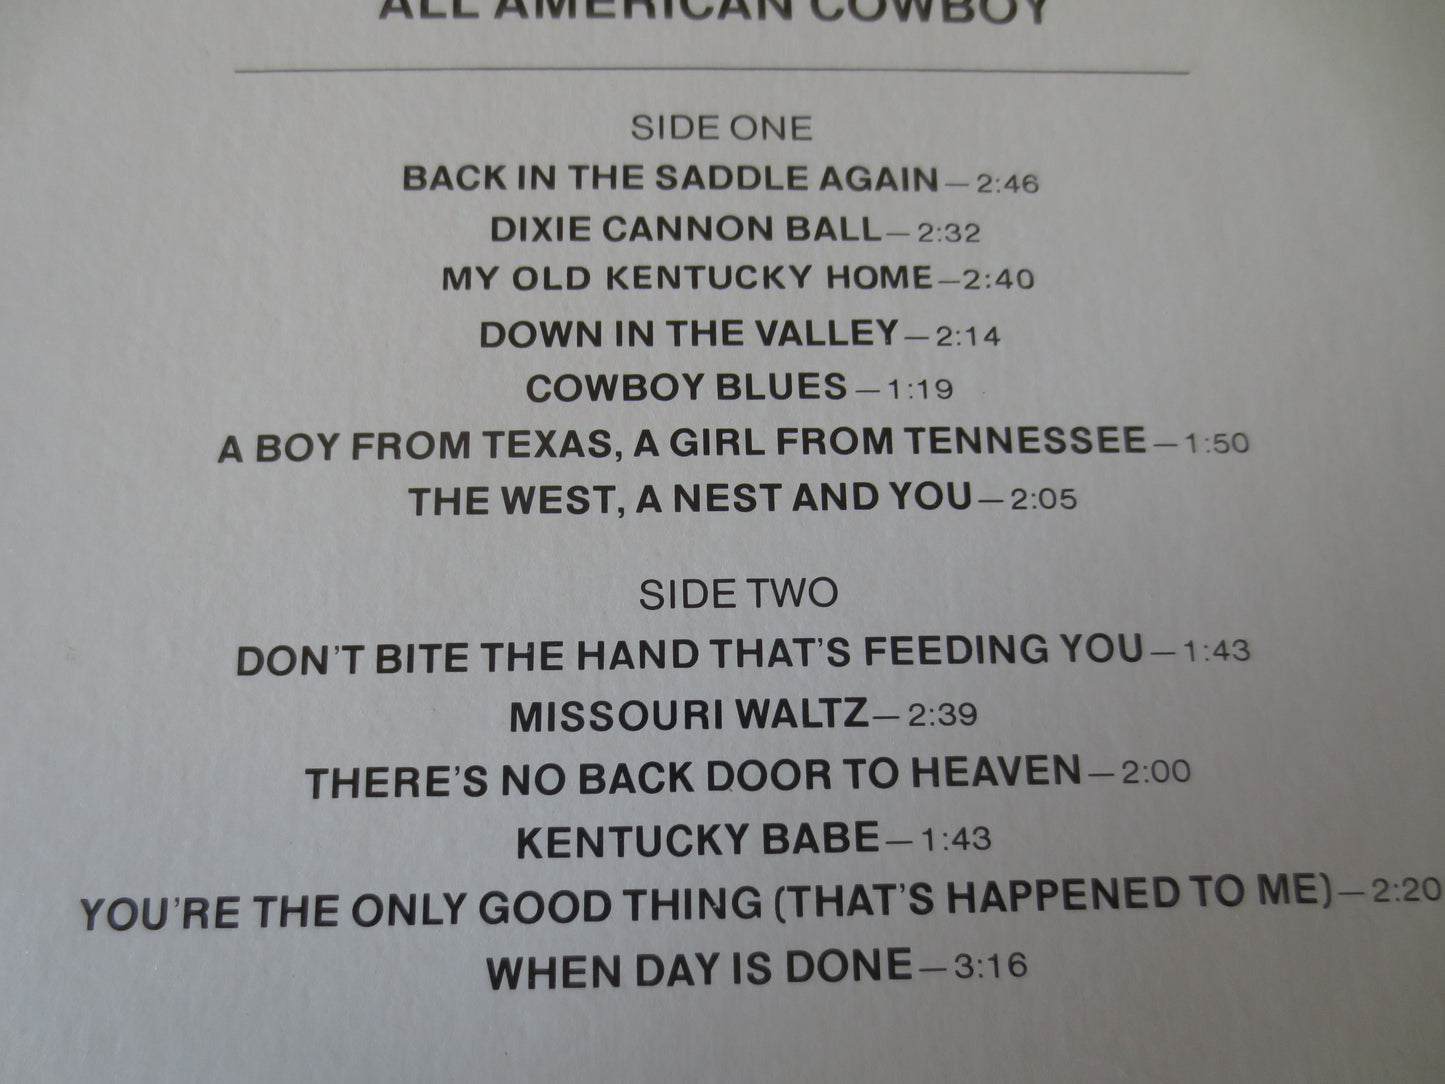 ALL AMERICAN COWBOY
SIDE ONE
BACK IN THE SADDLE AGAIN—2:46
DIXIE CANNON BALL—2:32
MY OLD KENTUCKY HOME—2:40
DOWN IN THE VALLEY—2:14
COWBOY BLUES—1:19
A BOY FROM TEXAS, A GIRL FROM TENNESSEE—1:50
THE WEST, A NEST AND YOU—2:05
SIDE TWO
DON'T BITE THE HAND THAT'S FEEDING YOU—1:43
MISSOURI WALTZ—2:39
THERE'S NO BACK DOOR TO HEAVEN—2:00
KENTUCKY BABE—1:43
YOU'RE THE ONLY GOOD THING (THAT'S HAPPENED TO ME)—2:20
WHEN DAY IS DONE—3:16